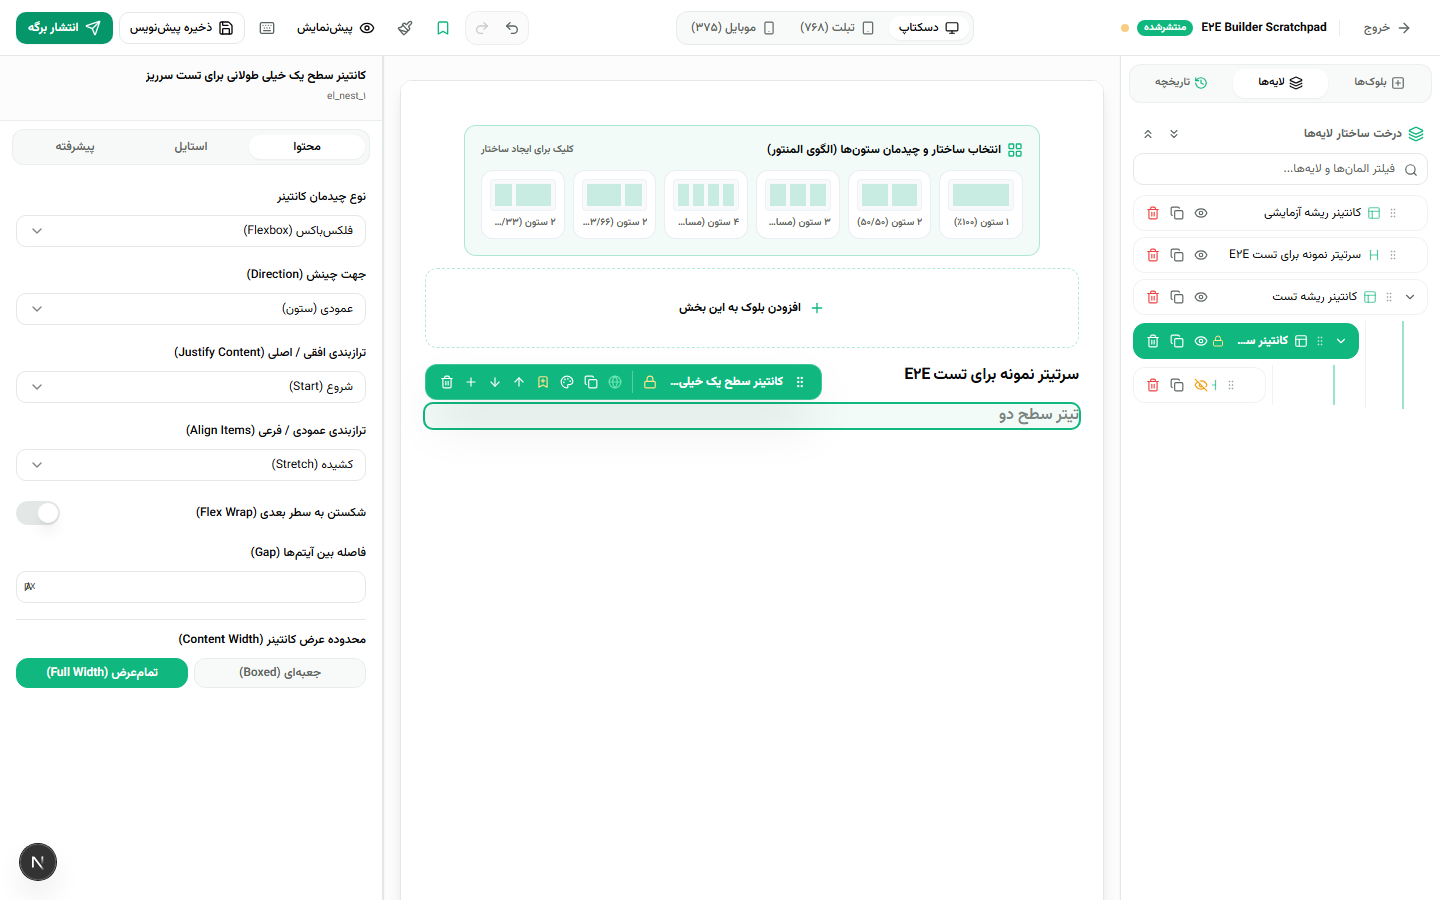 خروج
E2E Builder Scratchpad
منتشرشده
دسکتاپ
تبلت (۷۶۸)
موبایل (۳۷۵)
پیش‌نمایش
ذخیره پیش‌نویس
انتشار برگه
بلوک‌ها
لایه‌ها
تاریخچه
درخت ساختار لایه‌ها
فیلتر المان‌ها و لایه‌ها...
کانتینر ریشه آزمایشی
سرتیتر نمونه برای تست E2E
کانتینر ریشه تست
کانتینر س...
انتخاب ساختار و چیدمان ستون‌ها (الگوی المنتور)
کلیک برای ایجاد ساختار
۱ ستون (۱۰۰٪)
۲ ستون (۵۰/۵۰)
۳ ستون (مسا...
۴ ستون (مسا...
۲ ستون (۳/۶۶...
۲ ستون (۳۳/...
افزودن بلوک به این بخش
سرتیتر نمونه برای تست E2E
کانتینر سطح یک خیلی...
تیتر سطح دو
کانتینر سطح یک خیلی طولانی برای تست سرریز
el_nest_1
محتوا
استایل
پیشرفته
نوع چیدمان کانتینر
فلکس‌باکس (Flexbox)
جهت چینش (Direction)
عمودی (ستون)
ترازبندی افقی / اصلی (Justify Content)
شروع (Start)
ترازبندی عمودی / فرعی (Align Items)
کشیده (Stretch)
شکستن به سطر بعدی (Flex Wrap)
فاصله بین آیتم‌ها (Gap)
محدوده عرض کانتینر (Content Width)
جعبه‌ای (Boxed)
تمام‌عرض (Full Width)